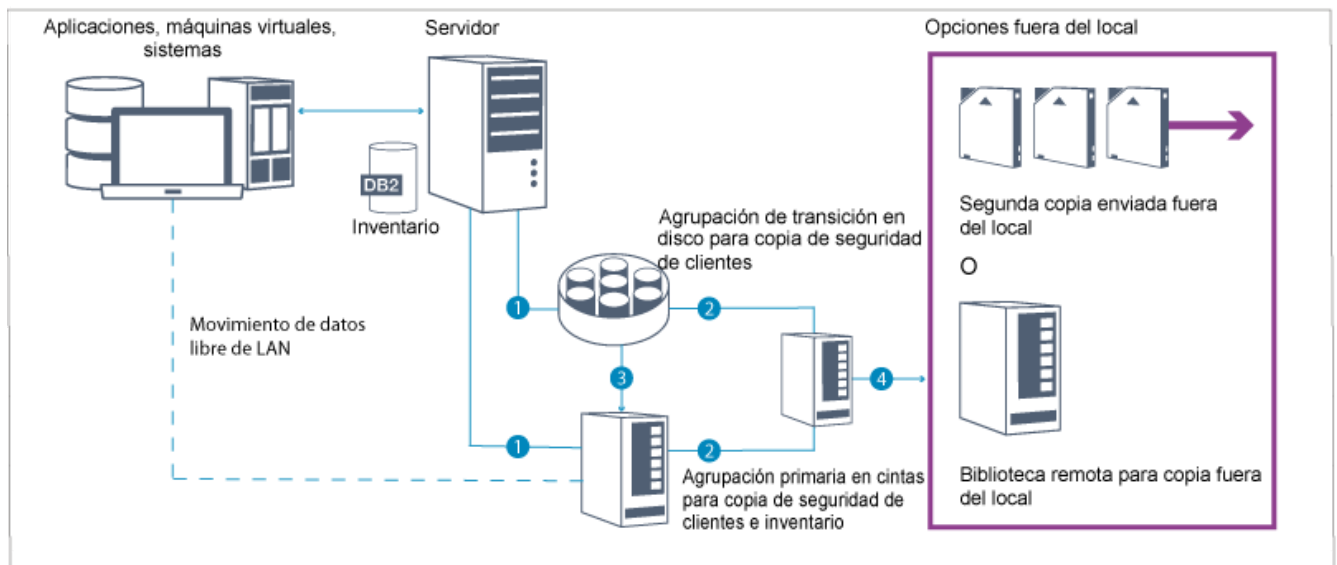 Aplicaciones, máquinas virtuales,
sistemas
Servidor
Opciones fuera del local
DB2
Inventario
Agrupación de transición en
disco para copia de seguridad
de clientes
Segunda copia enviada fuera
del local
O
1
2
Movimiento de datos
libre de LAN
3
4
1
2
Agrupación primaria en cintas
para copia de seguridad de
clientes e inventario
Biblioteca remota para copia fuera
del local